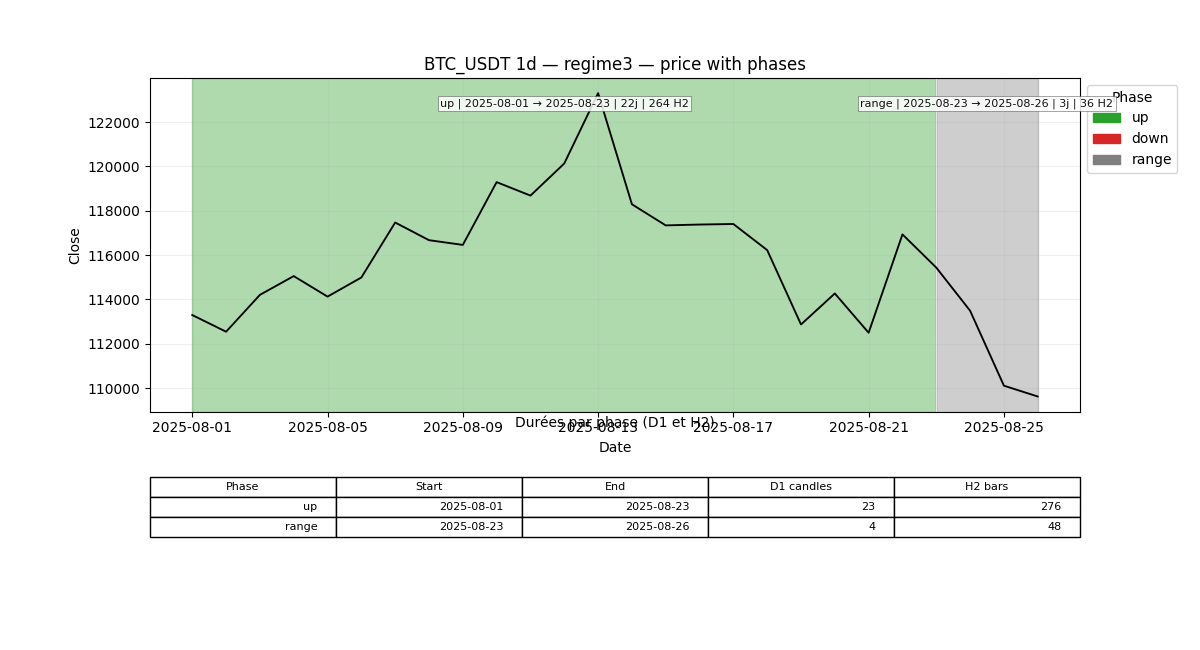 BTC_USDT 1d — regime3 — price with phases
up | 2025-08-01 → 2025-08-23 | 22j | 264 H2
range | 2025-08-23 → 2025-08-26 | 3j | 36 H2
Phase
up
down
range
Close
122000
120000
118000
116000
114000
112000
110000
Durées par phase (D1 et H2)
2025-08-01 2025-08-05 2025-08-09 2025-08-13 2025-08-17 2025-08-21 2025-08-25
Date
Phase Start End D1 candles H2 bars
up 2025-08-01 2025-08-23 23 276
range 2025-08-23 2025-08-26 4 48